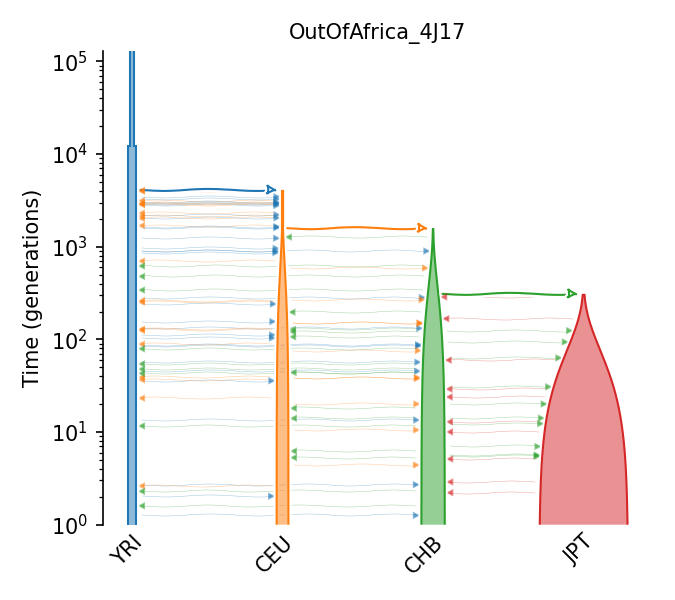 OutOfAfrica_4J17
Time (generations)
10^5
10^4
10^3
10^2
10^1
10^0
YRI
CEU
CHB
JPT